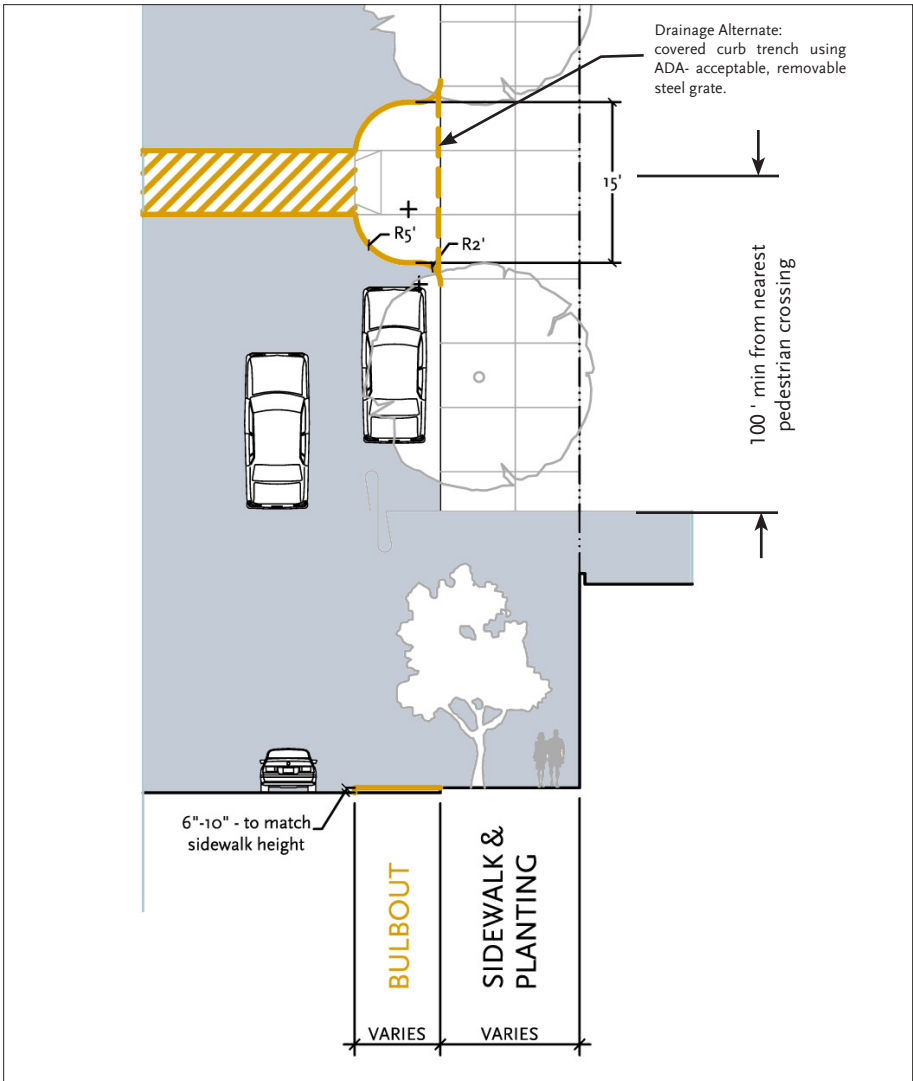 Drainage Alternate:
covered curb trench using
ADA- acceptable, removable
steel grate.
15'
R5'
R2'
100 ' min from nearest
pedestrian crossing
6"-10" - to match
sidewalk height
BULBOUT
SIDEWALK &
PLANTING
VARIES
VARIES